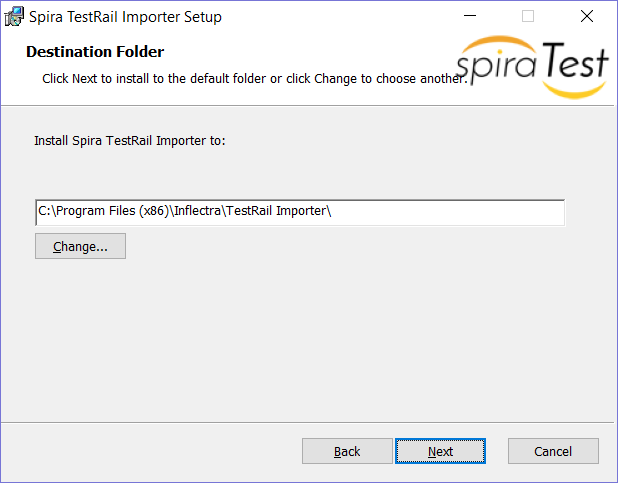 Spira TestRail Importer Setup
Destination Folder
Click Next to install to the default folder or click Change to choose another.
spiraTest
Install Spira TestRail Importer to:
C:\Program Files (x86)\Inflectra\TestRail Importer\
Change...
Back
Next
Cancel